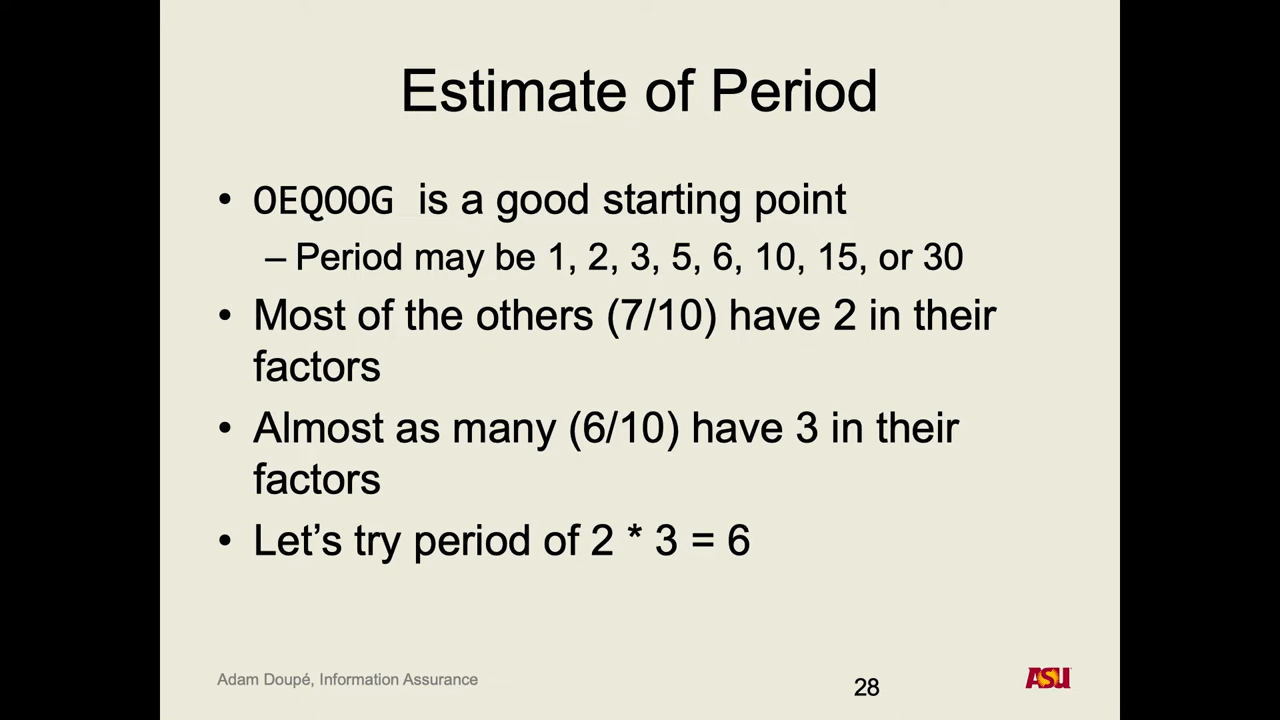 Estimate of Period
• OEQOOG is a good starting point
– Period may be 1, 2, 3, 5, 6, 10, 15, or 30
• Most of the others (7/10) have 2 in their
factors
• Almost as many (6/10) have 3 in their
factors
• Let’s try period of 2 * 3 = 6
Adam Doupé, Information Assurance
28
ASU